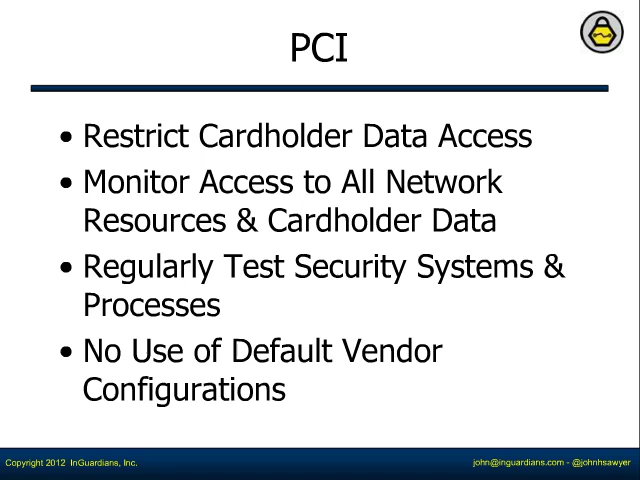 PCI
• Restrict Cardholder Data Access
• Monitor Access to All Network
Resources & Cardholder Data
• Regularly Test Security Systems &
Processes
• No Use of Default Vendor
Configurations
Copyright 2012 InGuardians, Inc.
john@inguardians.com - @johnhsawyer